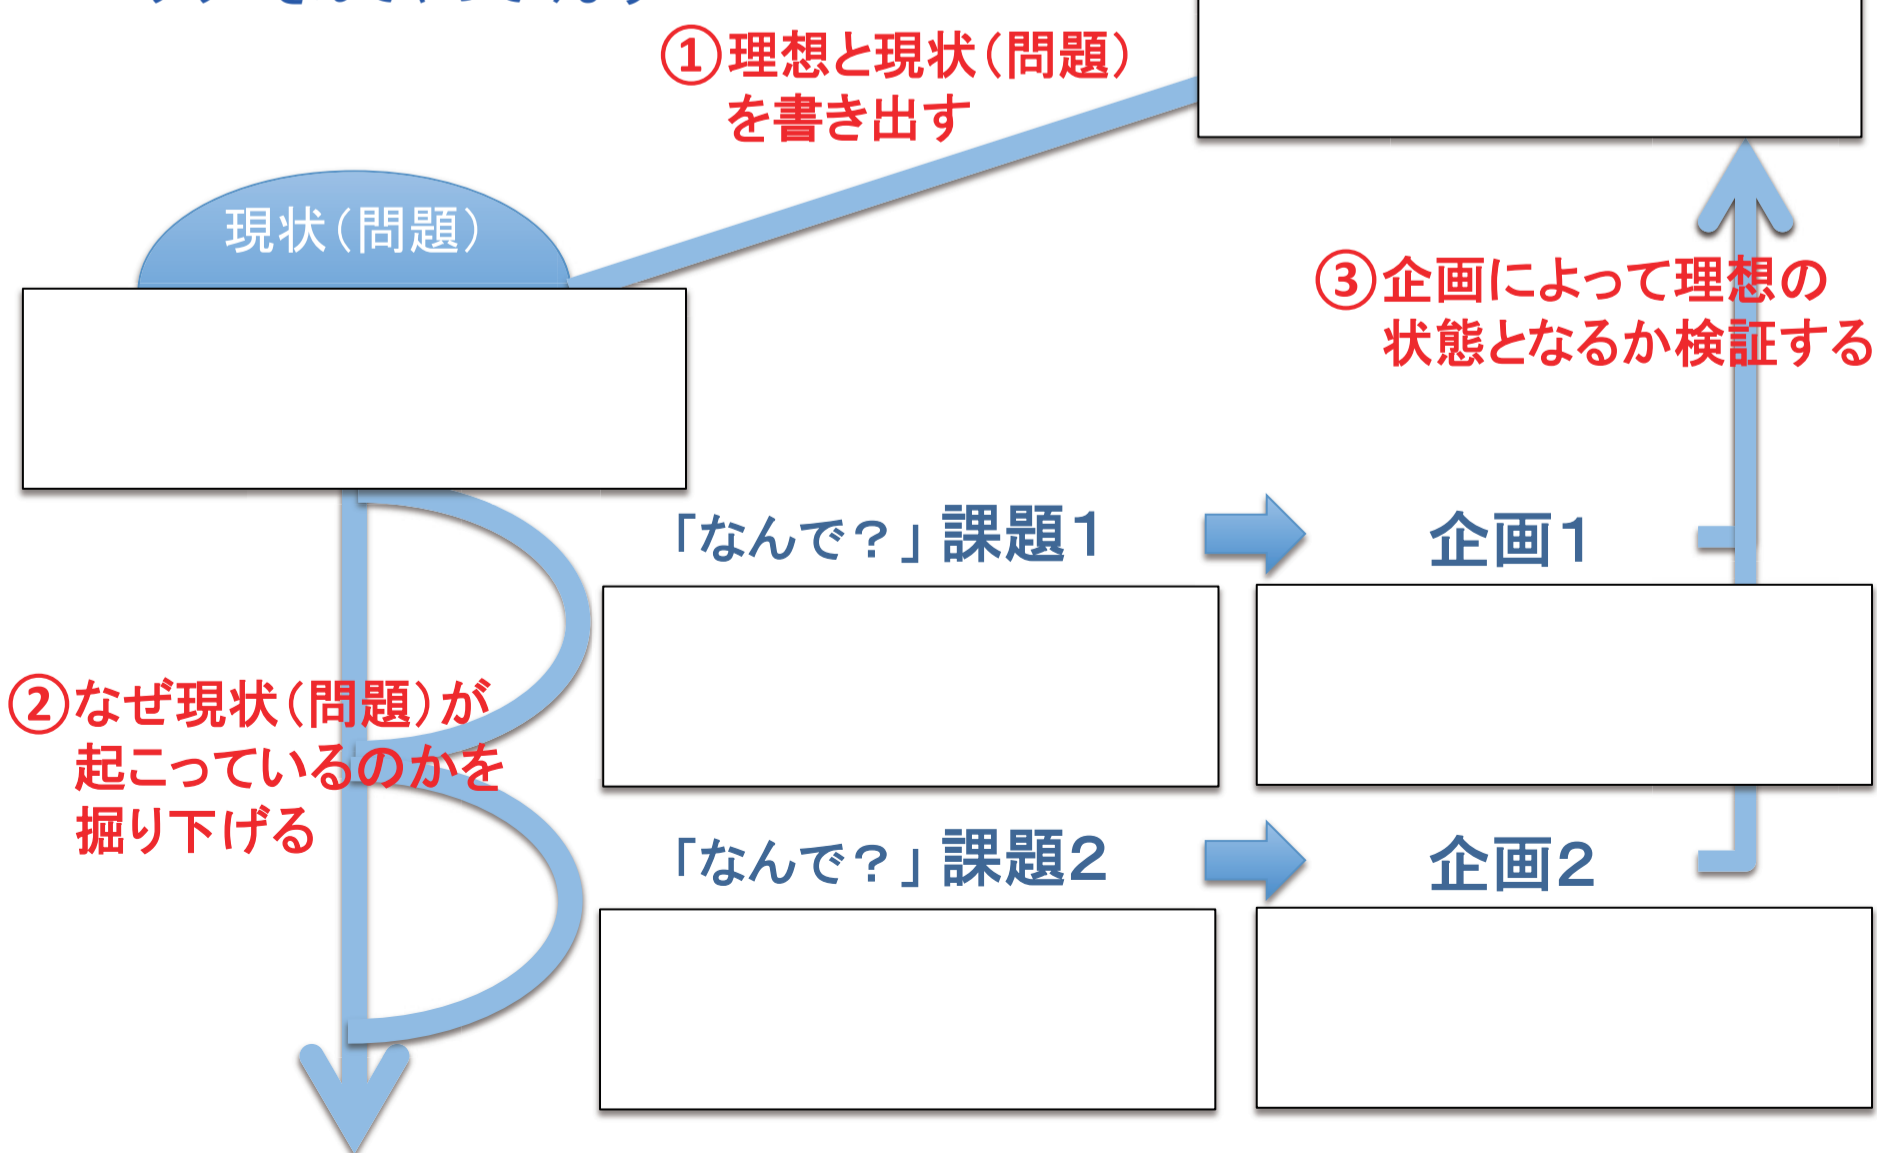 ①理想と現状(問題)
を書き出す
現状(問題)
③企画によって理想の
状態となるか検証する
「なんで？」課題1
企画1
②なぜ現状(問題)が
起こっているのかを
掘り下げる
「なんで？」課題2
企画2